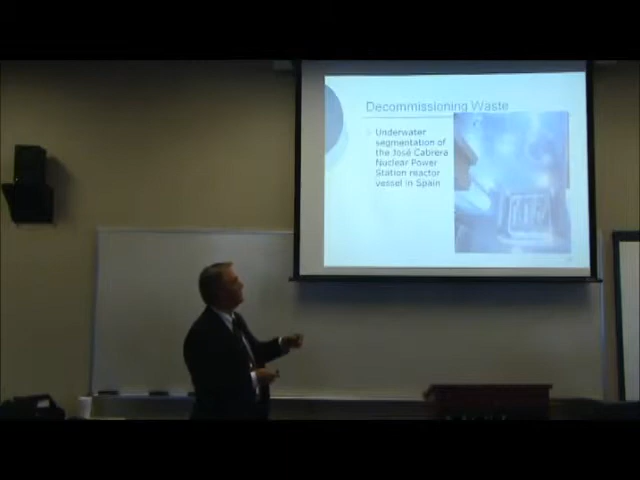 Decommissioning Waste
Underwater
segmentation of
the José Cabrera
Nuclear Power
Station reactor
vessel in Spain